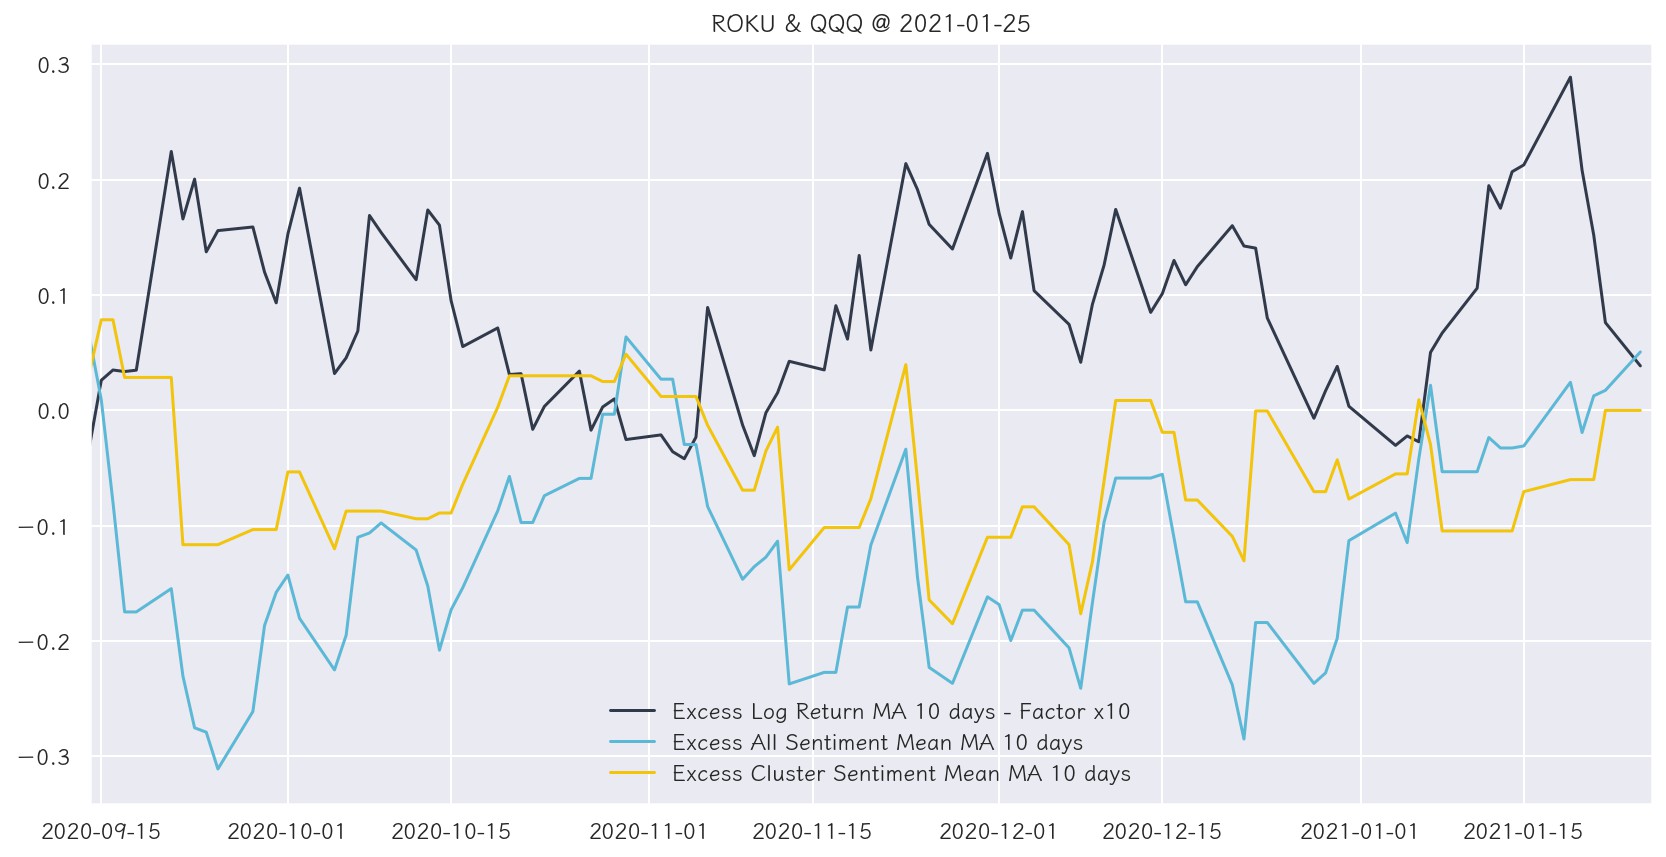 ROKU & QQQ @ 2021-01-25
0.3
0.2
0.1
0.0
−0.1
−0.2
−0.3
Excess Log Return MA 10 days - Factor x10
Excess All Sentiment Mean MA 10 days
Excess Cluster Sentiment Mean MA 10 days
2020-09-15 2020-10-01 2020-10-15 2020-11-01 2020-11-15 2020-12-01 2020-12-15 2021-01-01 2021-01-15